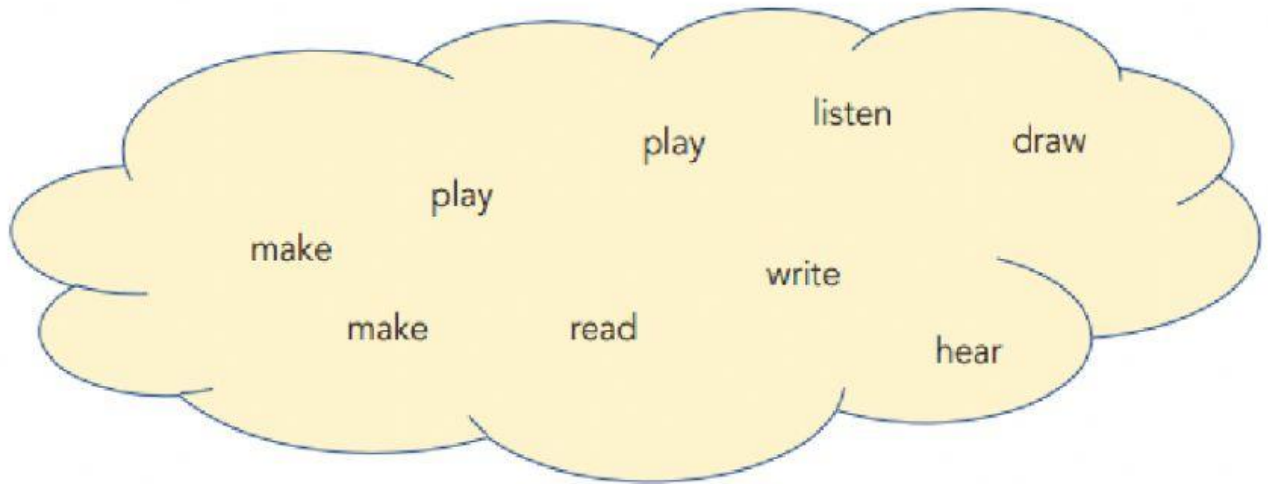 listen
draw
play
play
make
write
make
read
hear